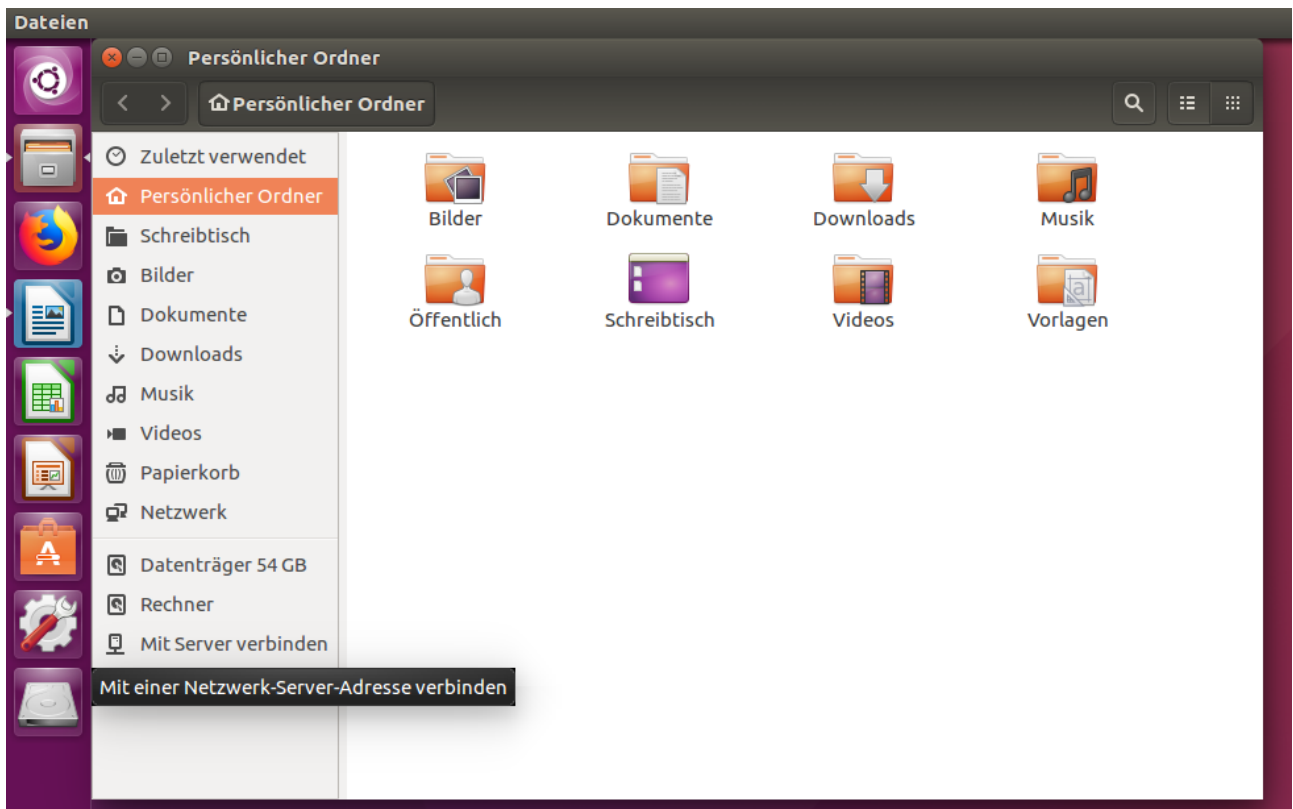 Dateien
Persönlicher Ordner
Persönlicher Ordner
Zuletzt verwendet
Persönlicher Ordner
Schreibtisch
Bilder
Dokumente
Downloads
Musik
Videos
Papierkorb
Netzwerk
Datenträger 54 GB
Rechner
Mit Server verbinden
Mit einer Netzwerk-Server-Adresse verbinden
Bilder Dokumente Downloads Musik
Öffentlich Schreibtisch Videos Vorlagen